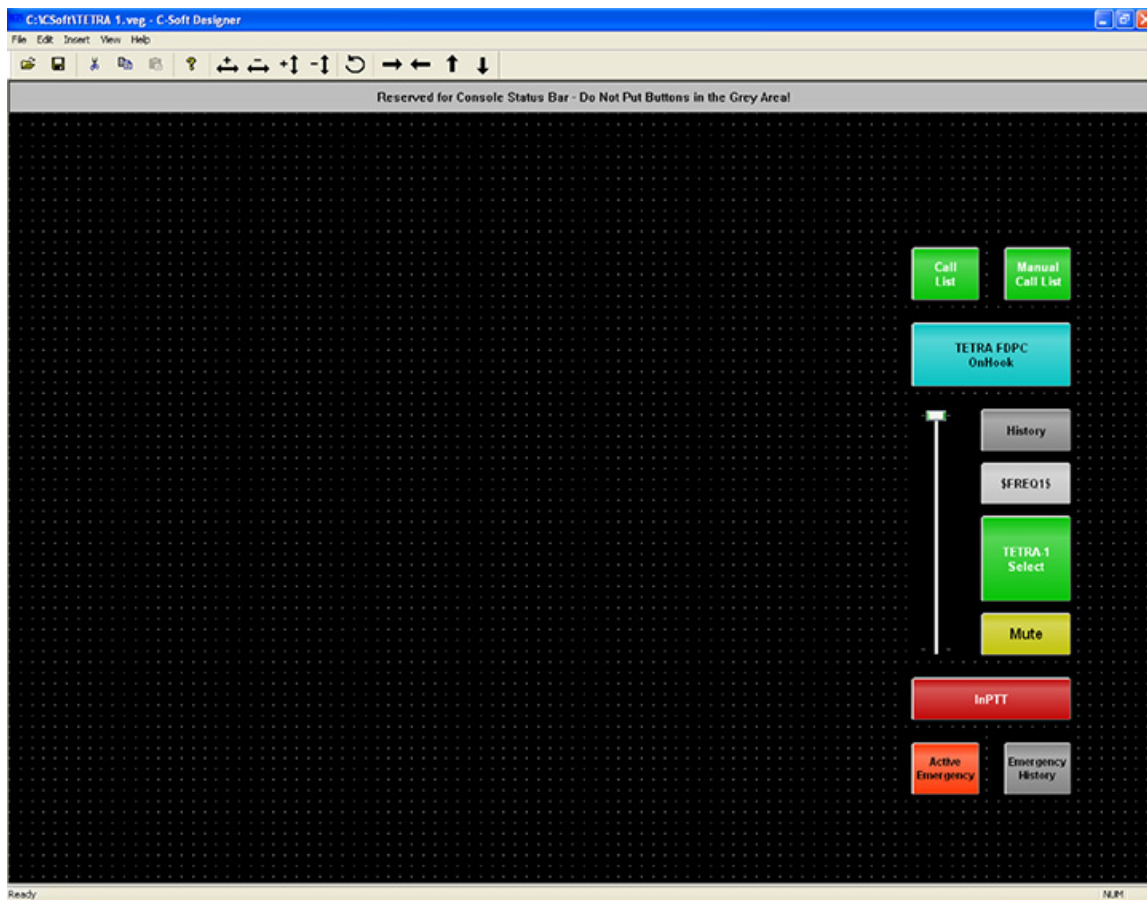 C:\CSoft\TETRA 1.veg - C-Soft Designer
File Edit Insert View Help
Reserved for Console Status Bar - Do Not Put Buttons in the Grey Area!
Call
List
Manual
Call List
TETRA FDPC
OnHook
History
$FREQ1$
TETRA-1
Select
Mute
InPTT
Active
Emergency
Emergency
History
Ready
NUM